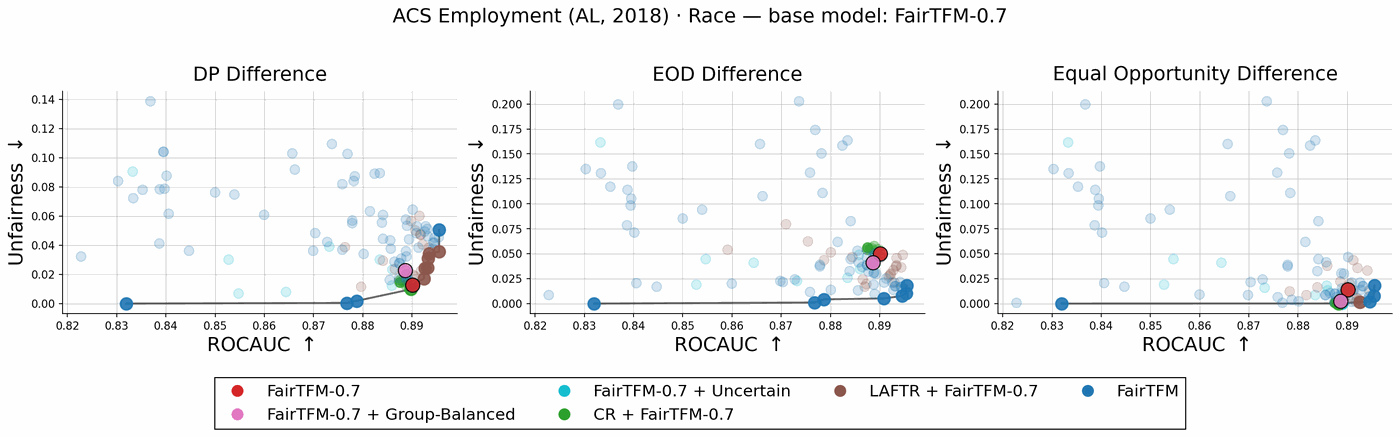 ACS Employment (AL, 2018) · Race — base model: FairTFM-0.7
DP Difference
EOD Difference
Equal Opportunity Difference
Unfairness ↓
0.14
0.12
0.10
0.08
0.06
0.04
0.02
0.00
0.82 0.83 0.84 0.85 0.86 0.87 0.88 0.89
ROCAUC ↑
Unfairness ↓
0.200
0.175
0.150
0.125
0.100
0.075
0.050
0.025
0.000
0.82 0.83 0.84 0.85 0.86 0.87 0.88 0.89
ROCAUC ↑
Unfairness ↓
0.200
0.175
0.150
0.125
0.100
0.075
0.050
0.025
0.000
0.82 0.83 0.84 0.85 0.86 0.87 0.88 0.89
ROCAUC ↑
FairTFM-0.7
FairTFM-0.7 + Uncertain
LAFTR + FairTFM-0.7
FairTFM
FairTFM-0.7 + Group-Balanced
CR + FairTFM-0.7